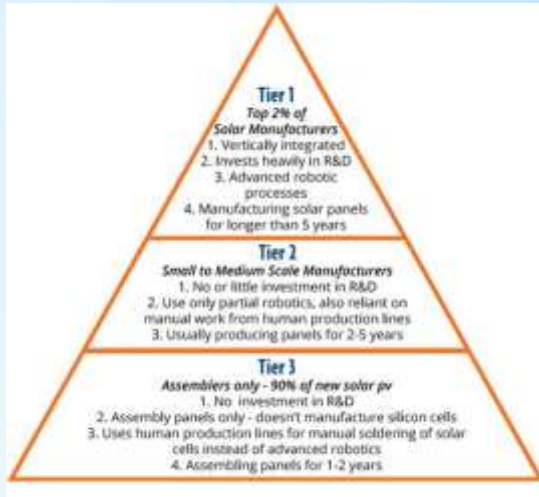 Tier 1
Top 2% of
Solar Manufacturers
1. Vertically integrated
2. Invests heavily in R&D
3. Advanced robotic
processes
4. Manufacturing solar panels
for longer than 5 years
Tier 2
Small to Medium Scale Manufacturers
1. No or little investment in R&D
2. Use only partial robotics, also reliant on
manual work from human production lines
3. Usually producing panels for 2-5 years
Tier 3
Assemblers only - 90% of new solar pv
1. No investment in R&D
2. Assembly panels only - doesn't manufacture silicon cells
3. Uses human production lines for manual soldering of solar
cells instead of advanced robotics
4. Assembling panels for 1-2 years